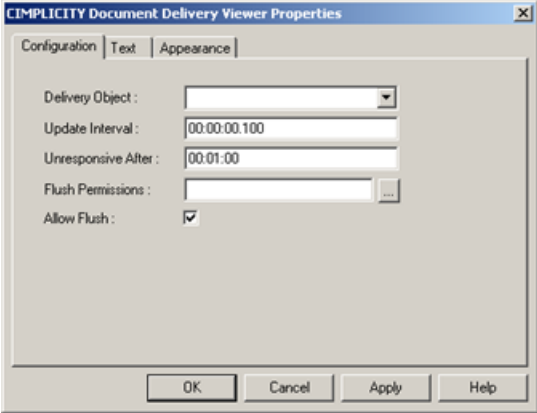 CIMPLICITY Document Delivery Viewer Properties
Configuration Text Appearance
Delivery Object :
Update Interval : 00:00:00.100
Unresponsive After : 00:01:00
Flush Permissions : ...
Allow Flush :
OK Cancel Apply Help